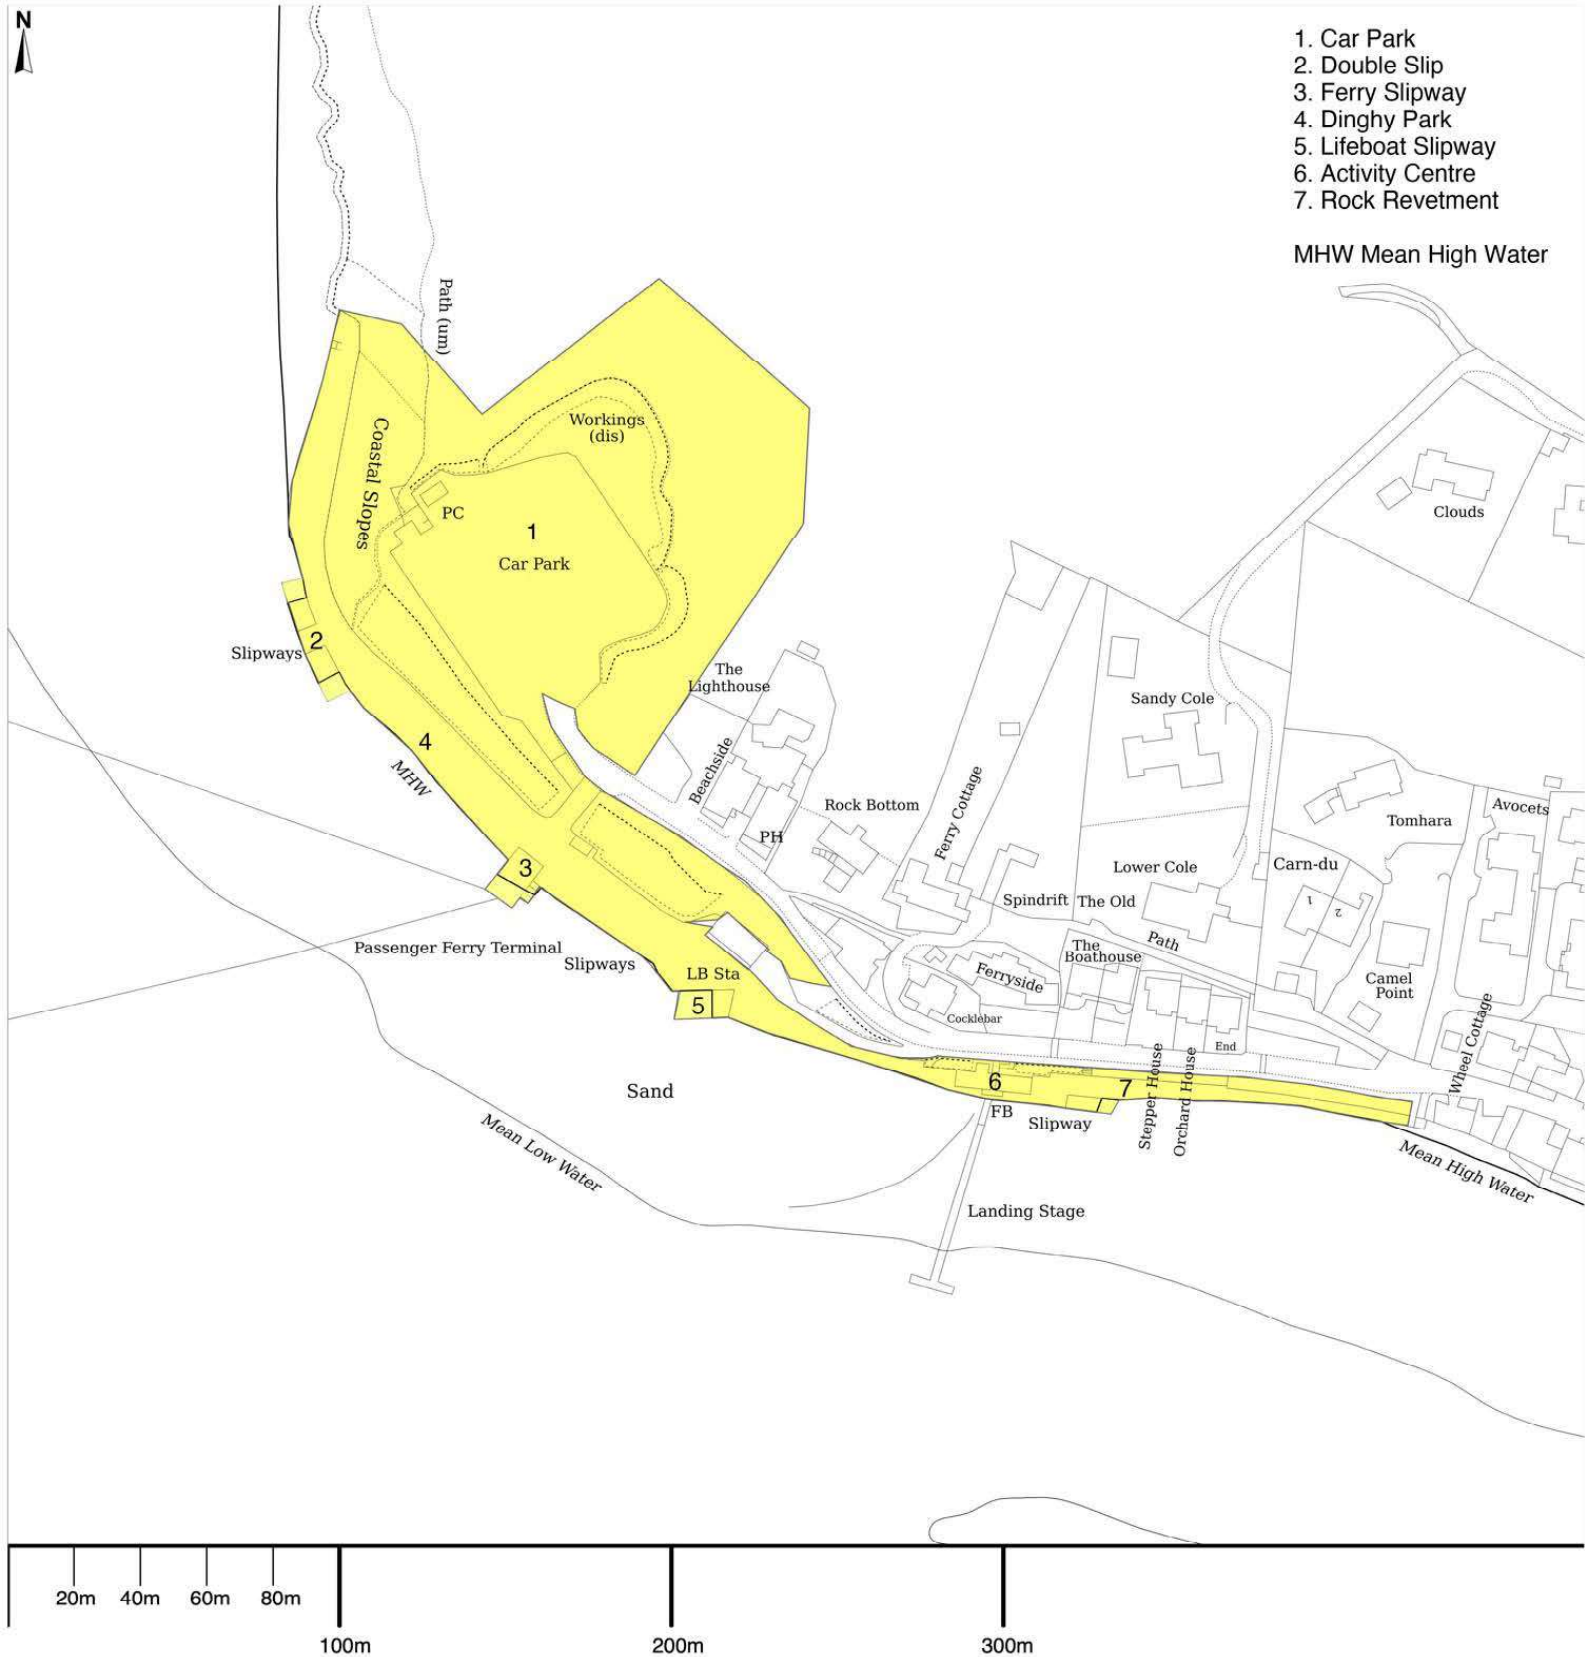 N
1. Car Park
2. Double Slip
3. Ferry Slipway
4. Dinghy Park
5. Lifeboat Slipway
6. Activity Centre
7. Rock Revetment
MHW Mean High Water
Path (um)
Coastal Slopes
Workings
(dis)
PC
1
Car Park
Clouds
2
Slipways
The
Lighthouse
Sandy Cole
4
MHW
Beachside
Rock Bottom
Ferry Cottage
PH
Tomhara
Avocets
3
Lower Cole
Carn-du
1
2
Spindrift
The Old
Path
Passenger Ferry Terminal
Slipways
LB Sta
5
The
Boathouse
Ferryside
Camel
Point
Cocklebar
End
Wheel Cottage
Sand
6
7
FB
Slipway
Stepper House
Orchard House
Mean Low Water
Mean High Water
Landing Stage
20m
40m
60m
80m
100m
200m
300m